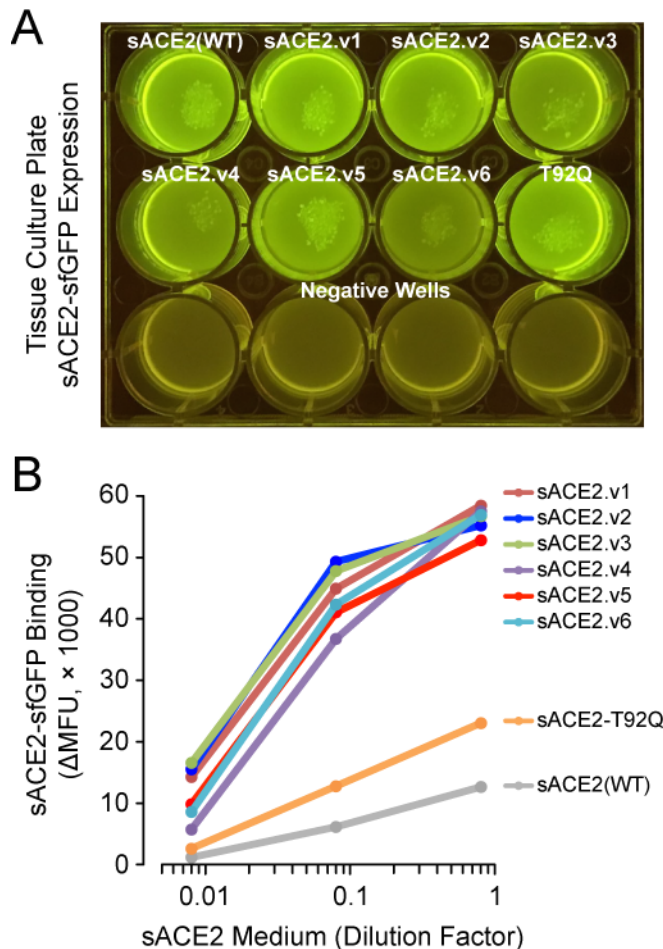 A
Tissue Culture Plate
sACE2-sfGFP Expression
sACE2(WT) sACE2.v1 sACE2.v2 sACE2.v3
sACE2.v4 sACE2.v5 sACE2.v6 T92Q
Negative Wells
B
sACE2-sfGFP Binding
(ΔMFU, × 1000)
60
50
40
30
20
10
0
0.01 0.1 1
sACE2 Medium (Dilution Factor)
sACE2.v1
sACE2.v2
sACE2.v3
sACE2.v4
sACE2.v5
sACE2.v6
sACE2-T92Q
sACE2(WT)